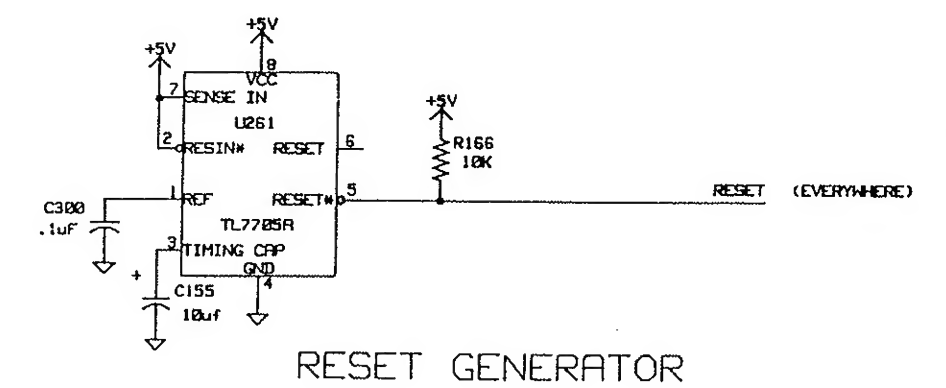 +5V
+5V
8
VCC
7 SENSE IN
U261
+5V
2 RESIN* RESET 6
R166
10K
1 REF RESET* 5
RESET (EVERYWHERE)
C300
.1uf
TL7705A
3 TIMING CAP
GND
4
+
C155
10uf
RESET GENERATOR